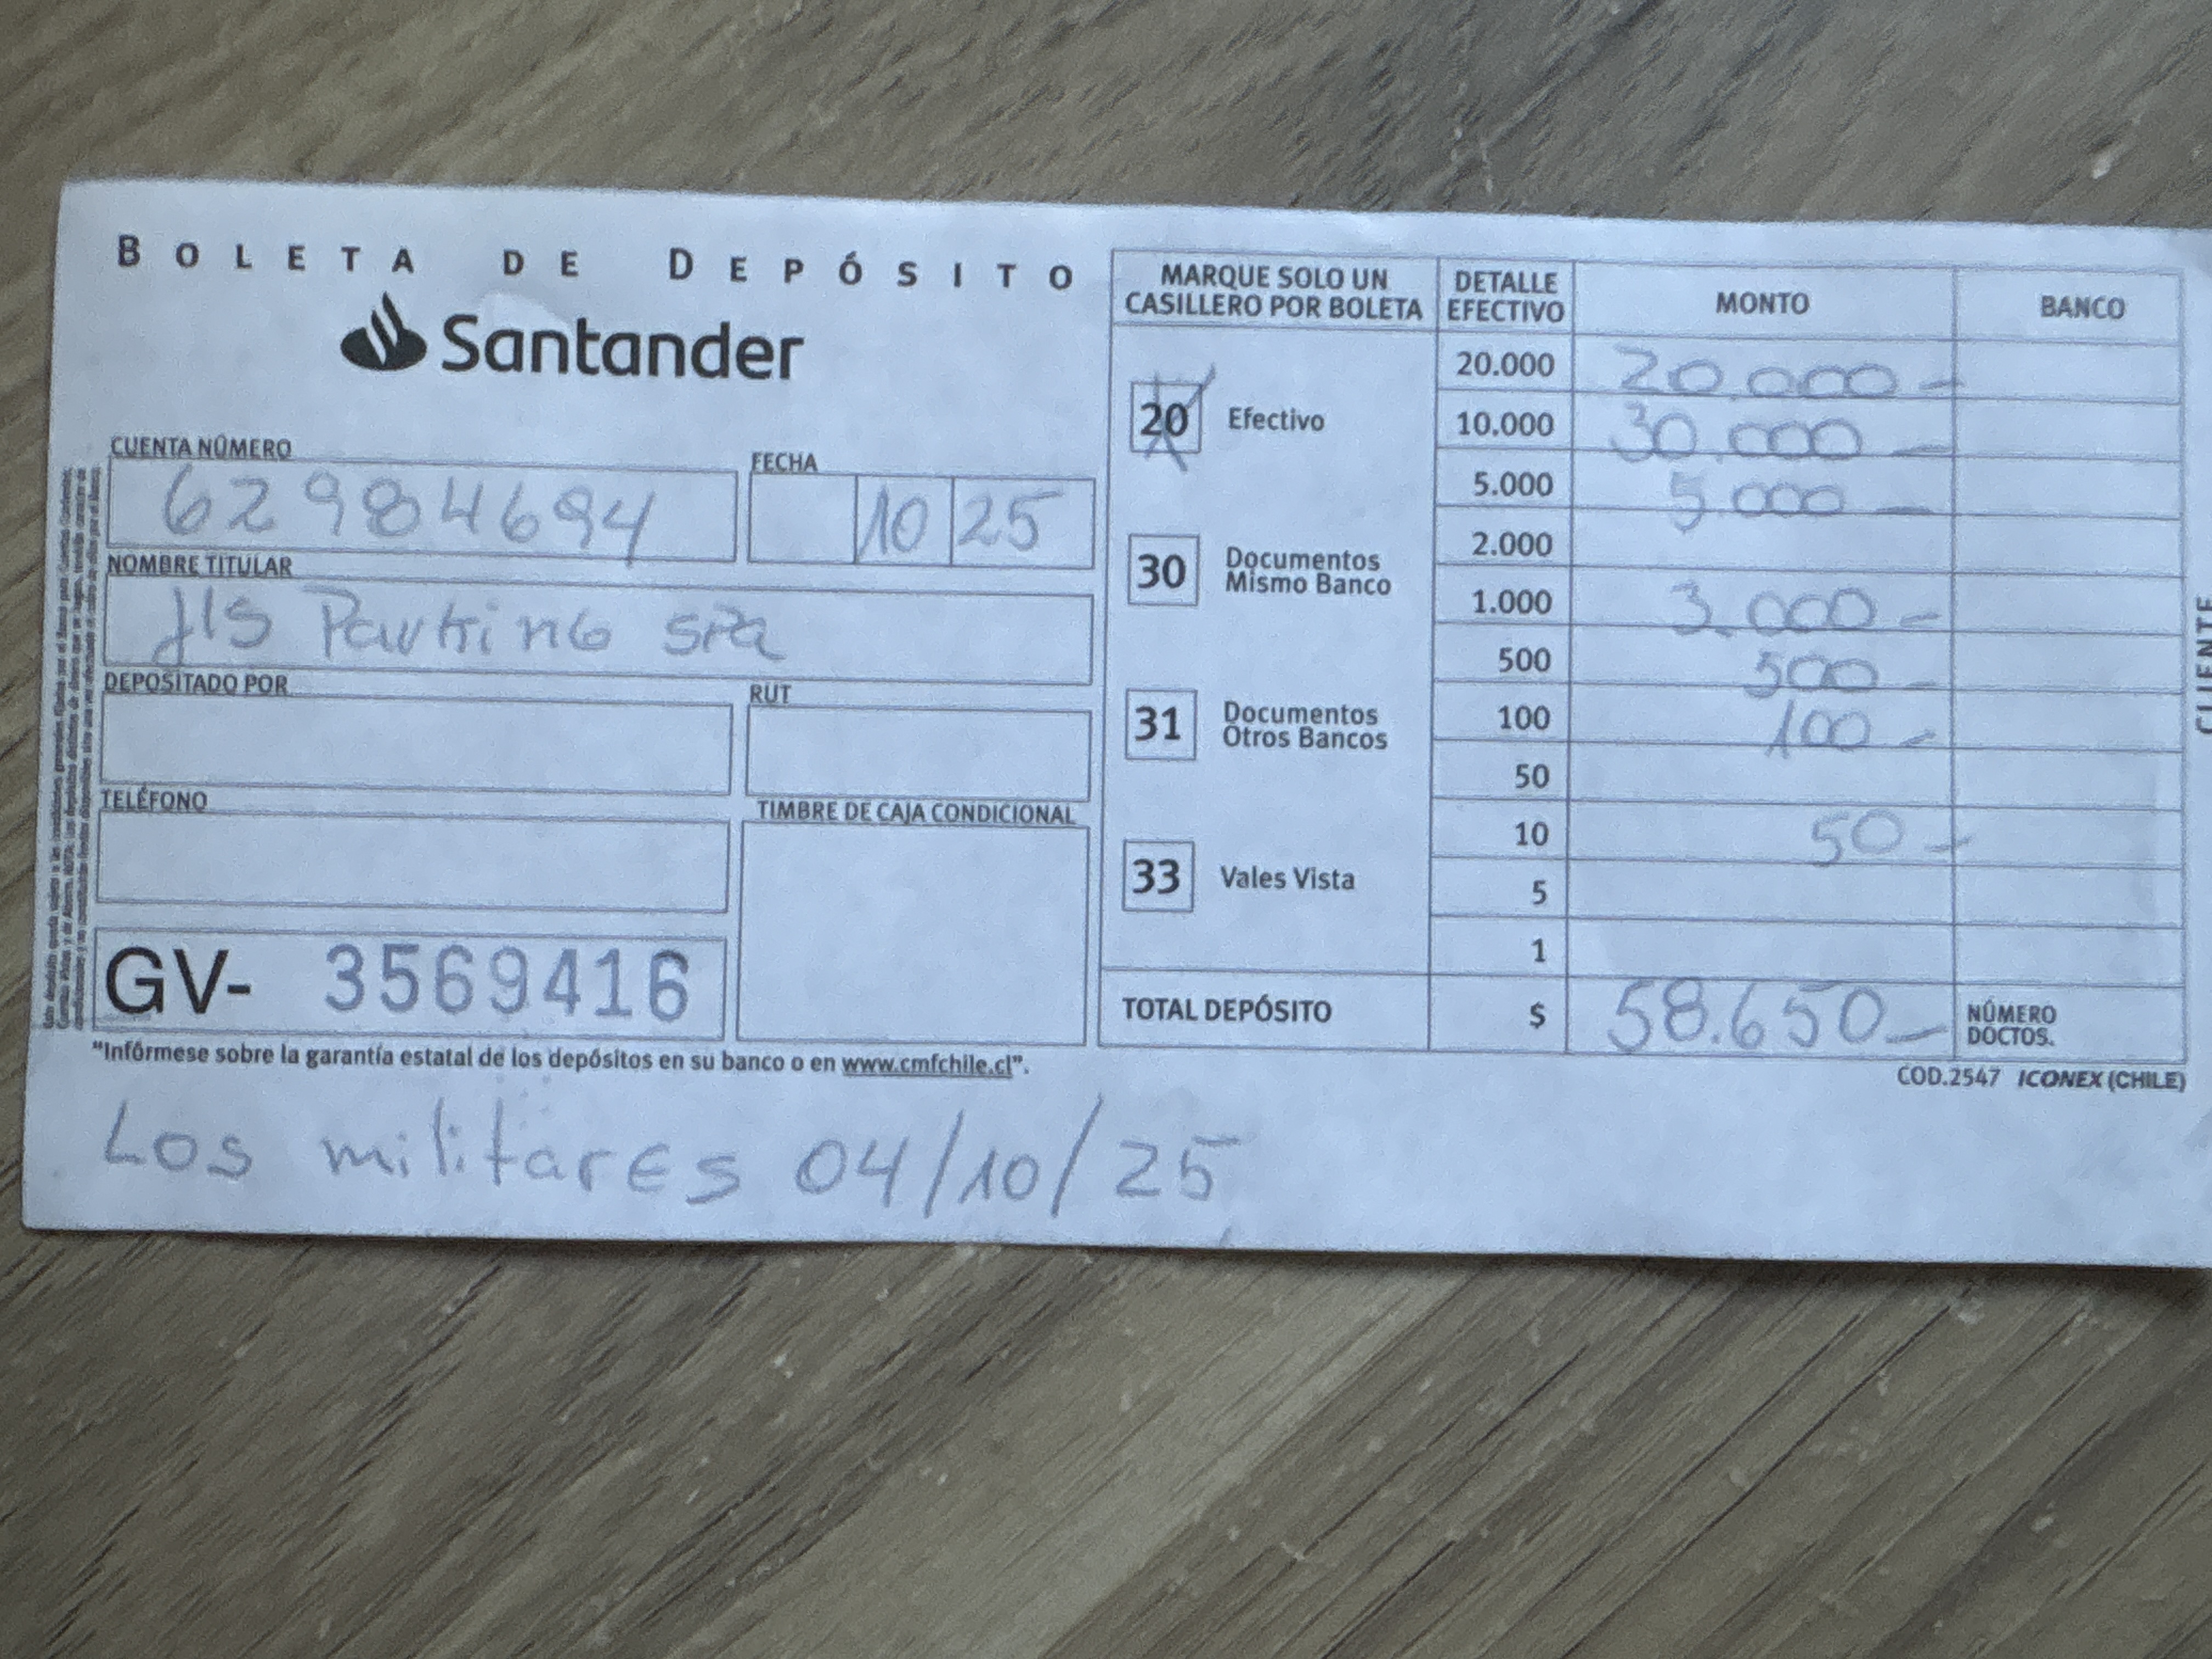 BOLETA DE DEPÓSITO
Santander
CUENTA NÚMERO
62984694
FECHA
10 25
NOMBRE TITULAR
JIS Parking SPA
DEPOSITADO POR
RUT
TELÉFONO
TIMBRE DE CAJA CONDICIONAL
GV- 3569416
"Infórmese sobre la garantía estatal de los depósitos en su banco o en www.cmfchile.cl".
Los militares 04/10/25
MARQUE SOLO UN
CASILLERO POR BOLETA
20 Efectivo
30 Documentos
Mismo Banco
31 Documentos
Otros Bancos
33 Vales Vista
DETALLE
EFECTIVO
MONTO
BANCO
20.000 20.000-
10.000 30.000-
5.000 5.000-
2.000
1.000 3.000-
500 500-
100 100-
50
10 50-
5
1
TOTAL DEPÓSITO $ 58.650-
NÚMERO
DOCTOS.
COD.2547 ICONEX (CHILE)
CLIENTE